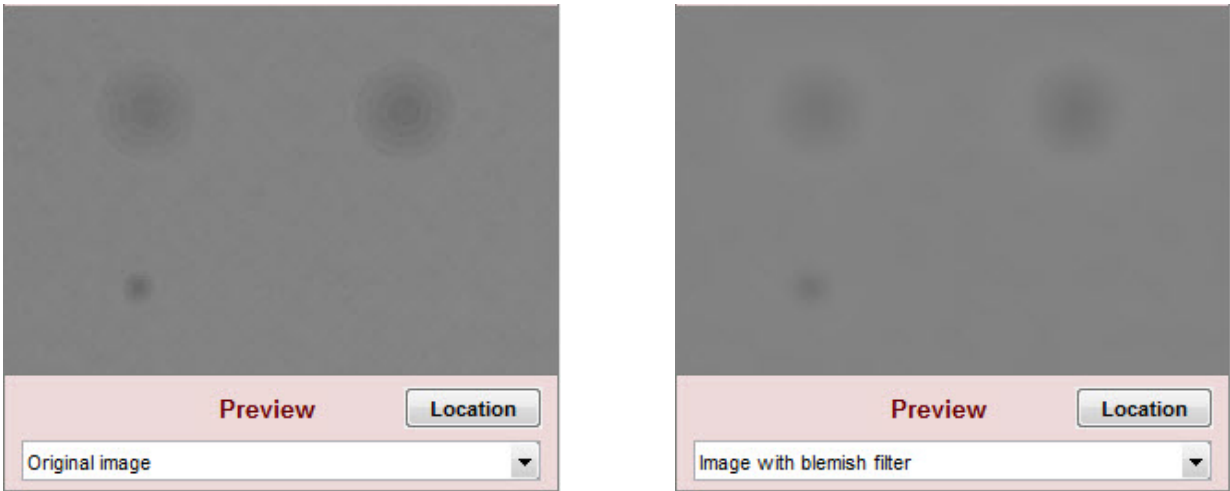 Preview
Location
Original image
Preview
Location
Image with blemish filter